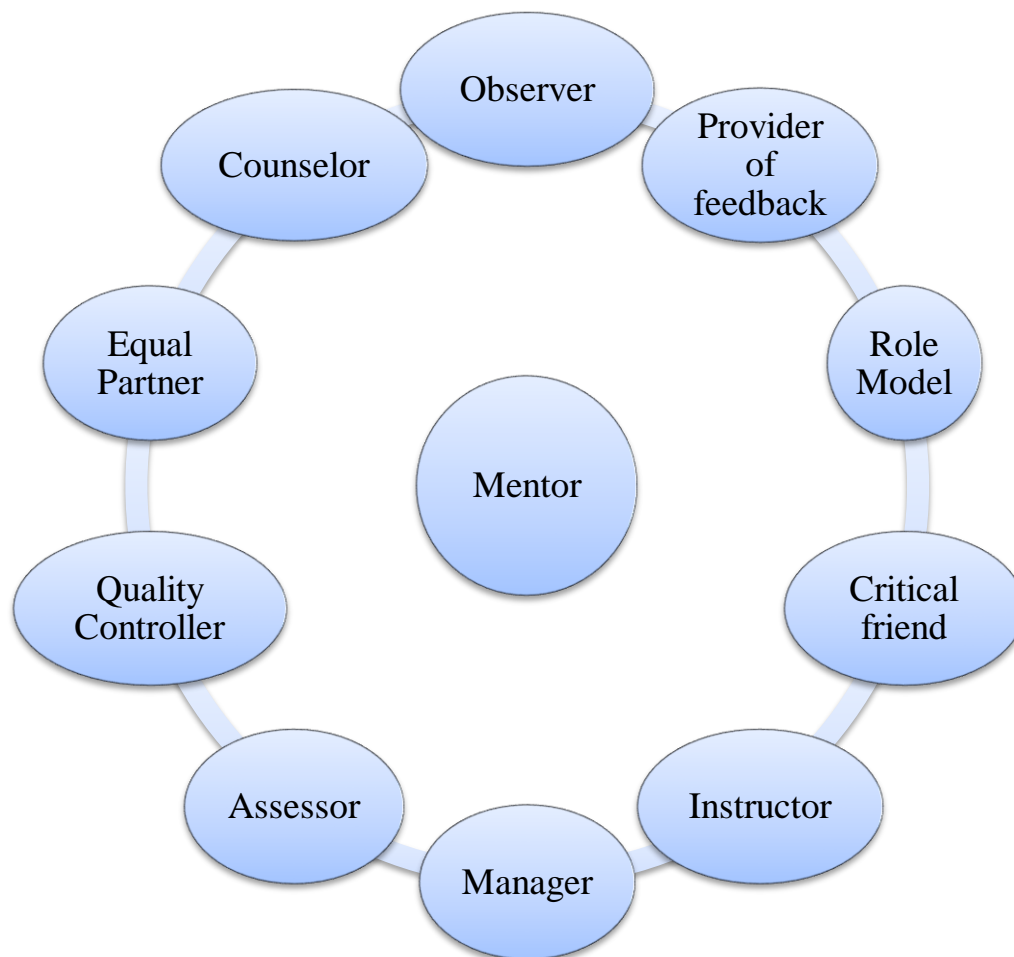 Observer
Provider
of
feedback
Role
Model
Critical
friend
Instructor
Manager
Assessor
Quality
Controller
Equal
Partner
Counselor
Mentor